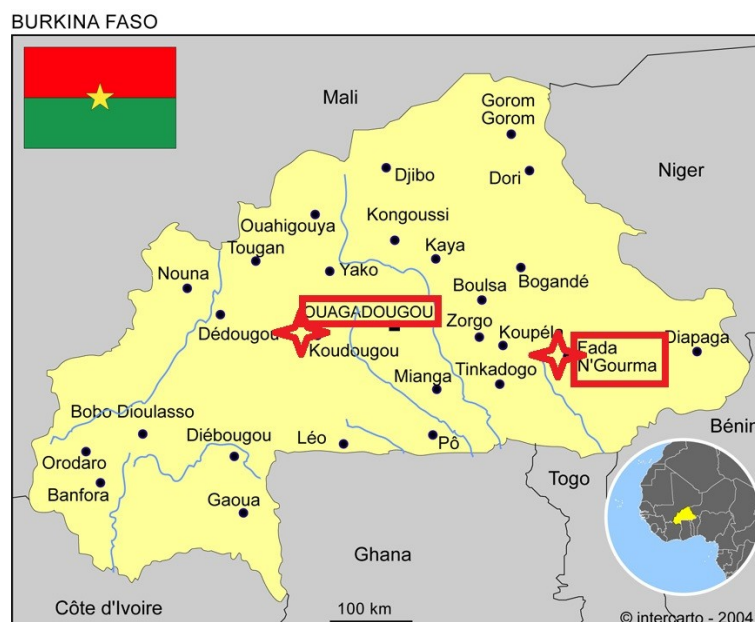 BURKINA FASO
Mali
Gorom
Gorom
Niger
Djibo
Dori
Ouahigouya
Kongoussi
Tougan
Kaya
Nouna
Yako
Bogandé
Boulsa
OUAGADOUGOU
Zorgo
Dédougou
Koupéla
Diapaga
Koudougou
Fada
N'Gourma
Mianga
Tinkadogo
Bobo Dioulasso
Diébougou
Léo
Pô
Bénin
Orodaro
Banfora
Togo
Gaoua
Ghana
Côte d'Ivoire
100 km
© intercarto - 2004